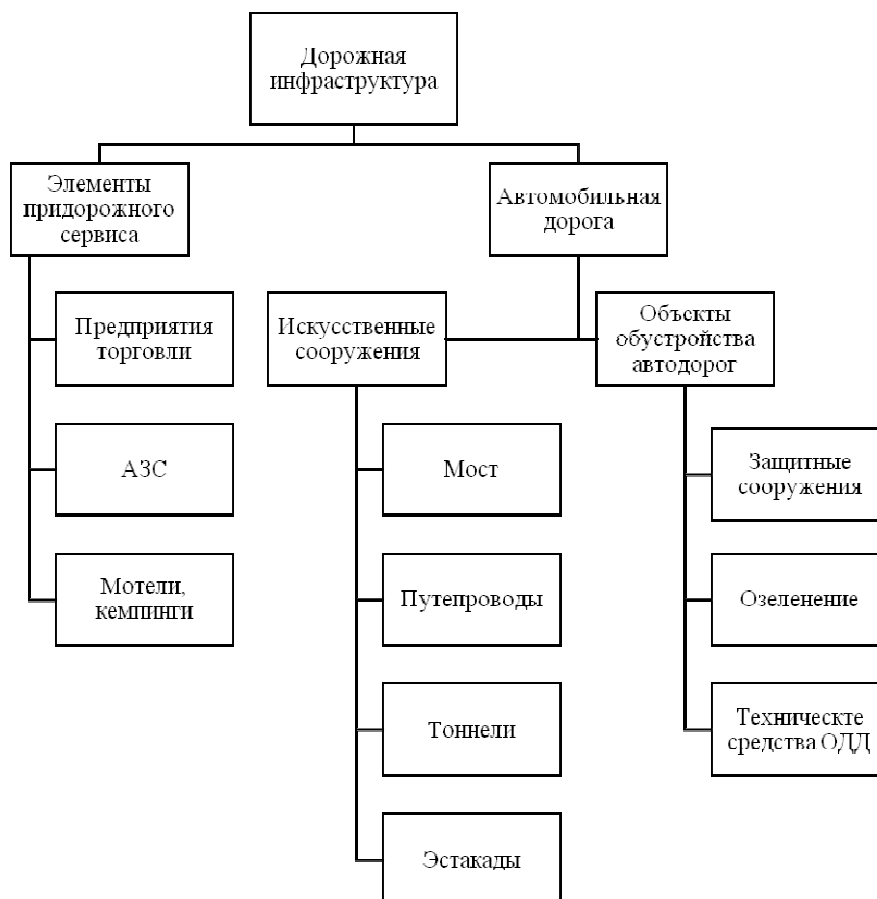 Дорожная
инфраструктура
Элементы
придорожного
сервиса
Автомобильная
дорога
Предприятия
торговли
Искусственные
сооружения
Объекты
обустройства
автодорог
АЗС
Мост
Защитные
сооружения
Мотели,
кемпинги
Путепроводы
Озеленение
Тоннели
Техническте
средства ОДД
Эстакады